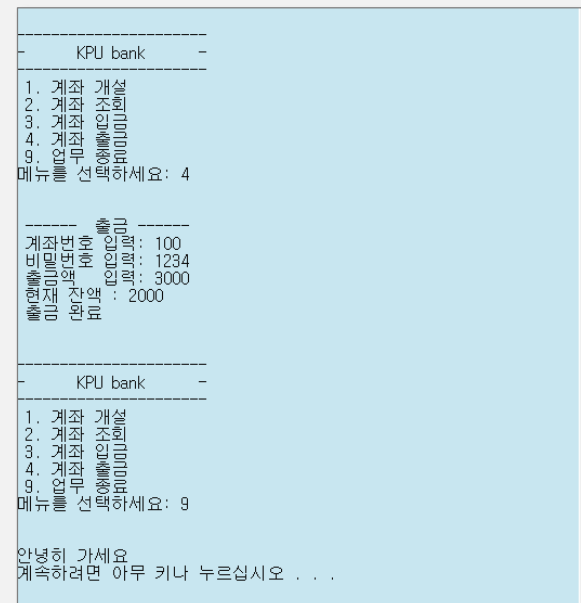 ----------------------
-      KPU bank      -
----------------------
1. 계좌 개설
2. 계좌 조회
3. 계좌 입금
4. 계좌 출금
9. 업무 종료
메뉴를 선택하세요: 4
------ 출금 ------
계좌번호 입력: 100
비밀번호 입력: 1234
출금액   입력: 3000
현재 잔액 : 2000
출금 완료
----------------------
-      KPU bank      -
----------------------
1. 계좌 개설
2. 계좌 조회
3. 계좌 입금
4. 계좌 출금
9. 업무 종료
메뉴를 선택하세요: 9
안녕히 가세요
계속하려면 아무 키나 누르십시오 . . .